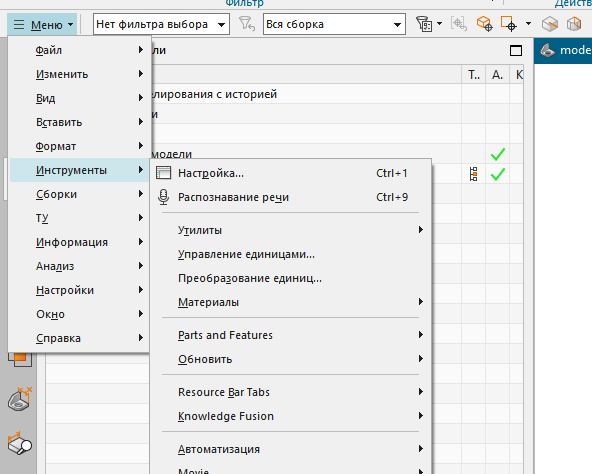 Фильтр
Действ
Меню
Нет фильтра выбора
Вся сборка
ли
mode
Т..
А.
К
елирования с историей
и
модели
Файл
Изменить
Вид
Вставить
Формат
Инструменты
Сборки
ТУ
Информация
Анализ
Настройки
Окно
Справка
Настройка... Ctrl+1
Распознавание речи Ctrl+9
Утилиты
Управление единицами...
Преобразование единиц...
Материалы
Parts and Features
Обновить
Resource Bar Tabs
Knowledge Fusion
Автоматизация
Movie